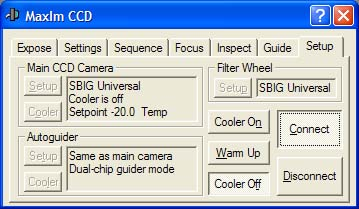 MaxIm CCD
Expose Settings Sequence Focus Inspect Guide Setup
Main CCD Camera
Setup
Cooler
SBIG Universal
Cooler is off
Setpoint -20.0 Temp
Filter Wheel
Setup
SBIG Universal
Autoguider
Setup
Cooler
Same as main camera
Dual-chip guider mode
Cooler On
Warm Up
Cooler Off
Connect
Disconnect